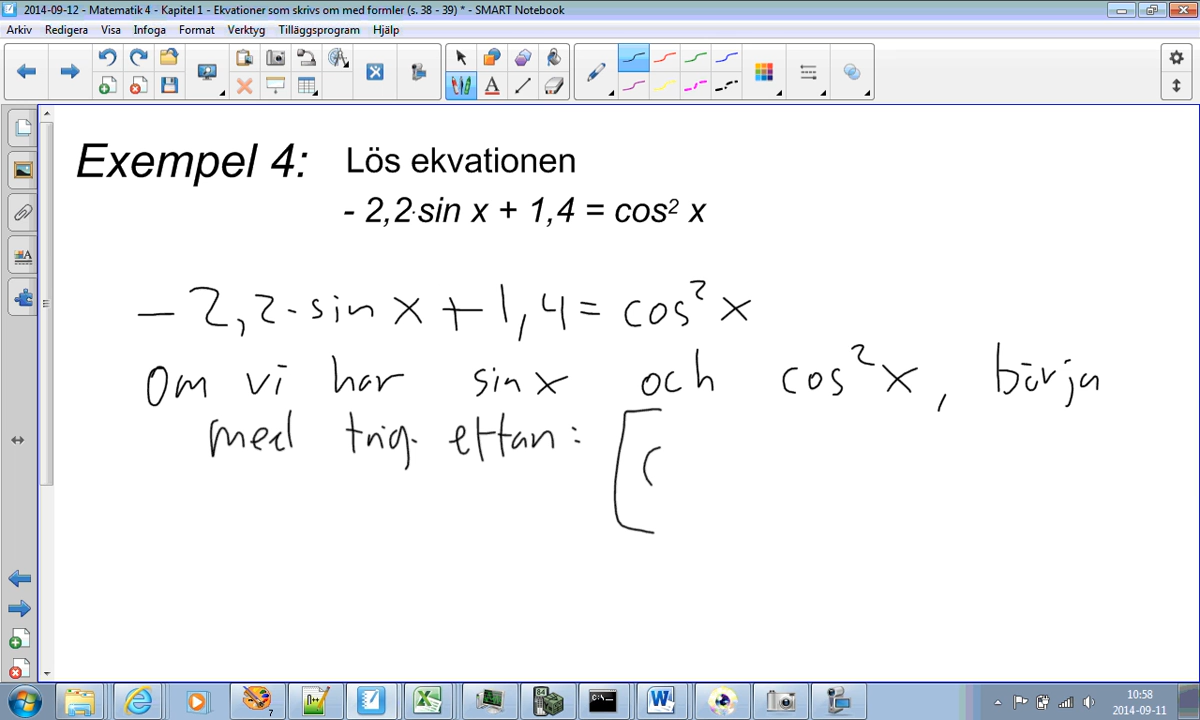 2014-09-12 - Matematik 4 - Kapitel 1 - Ekvationer som skrivs om med formler (s. 38 - 39) * - SMART Notebook
Arkiv Redigera Visa Infoga Format Verktyg Tilläggsprogram Hjälp
Exempel 4: Lös ekvationen
- 2,2·sin x + 1,4 = cos² x
- 2,2·sin x + 1,4 = cos² x
Om vi har sin x och cos² x, börja
med trig. ettan: [ (
10:58
2014-09-11